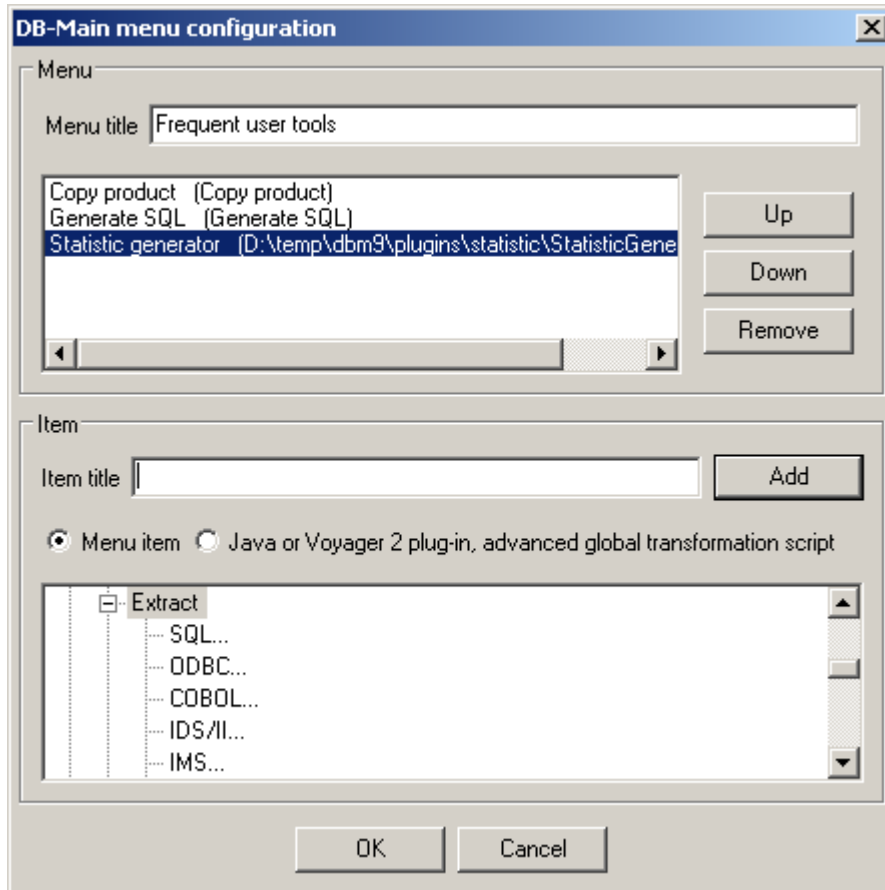 DB-Main menu configuration
Menu
Menu title Frequent user tools
Copy product (Copy product)
Generate SQL (Generate SQL)
Statistic generator (D:\temp\dbm9\plugins\statistic\StatisticGene
Up
Down
Remove
Item
Item title
Add
Menu item Java or Voyager 2 plug-in, advanced global transformation script
Extract
SQL...
ODBC...
COBOL...
IDS/II...
IMS...
OK Cancel